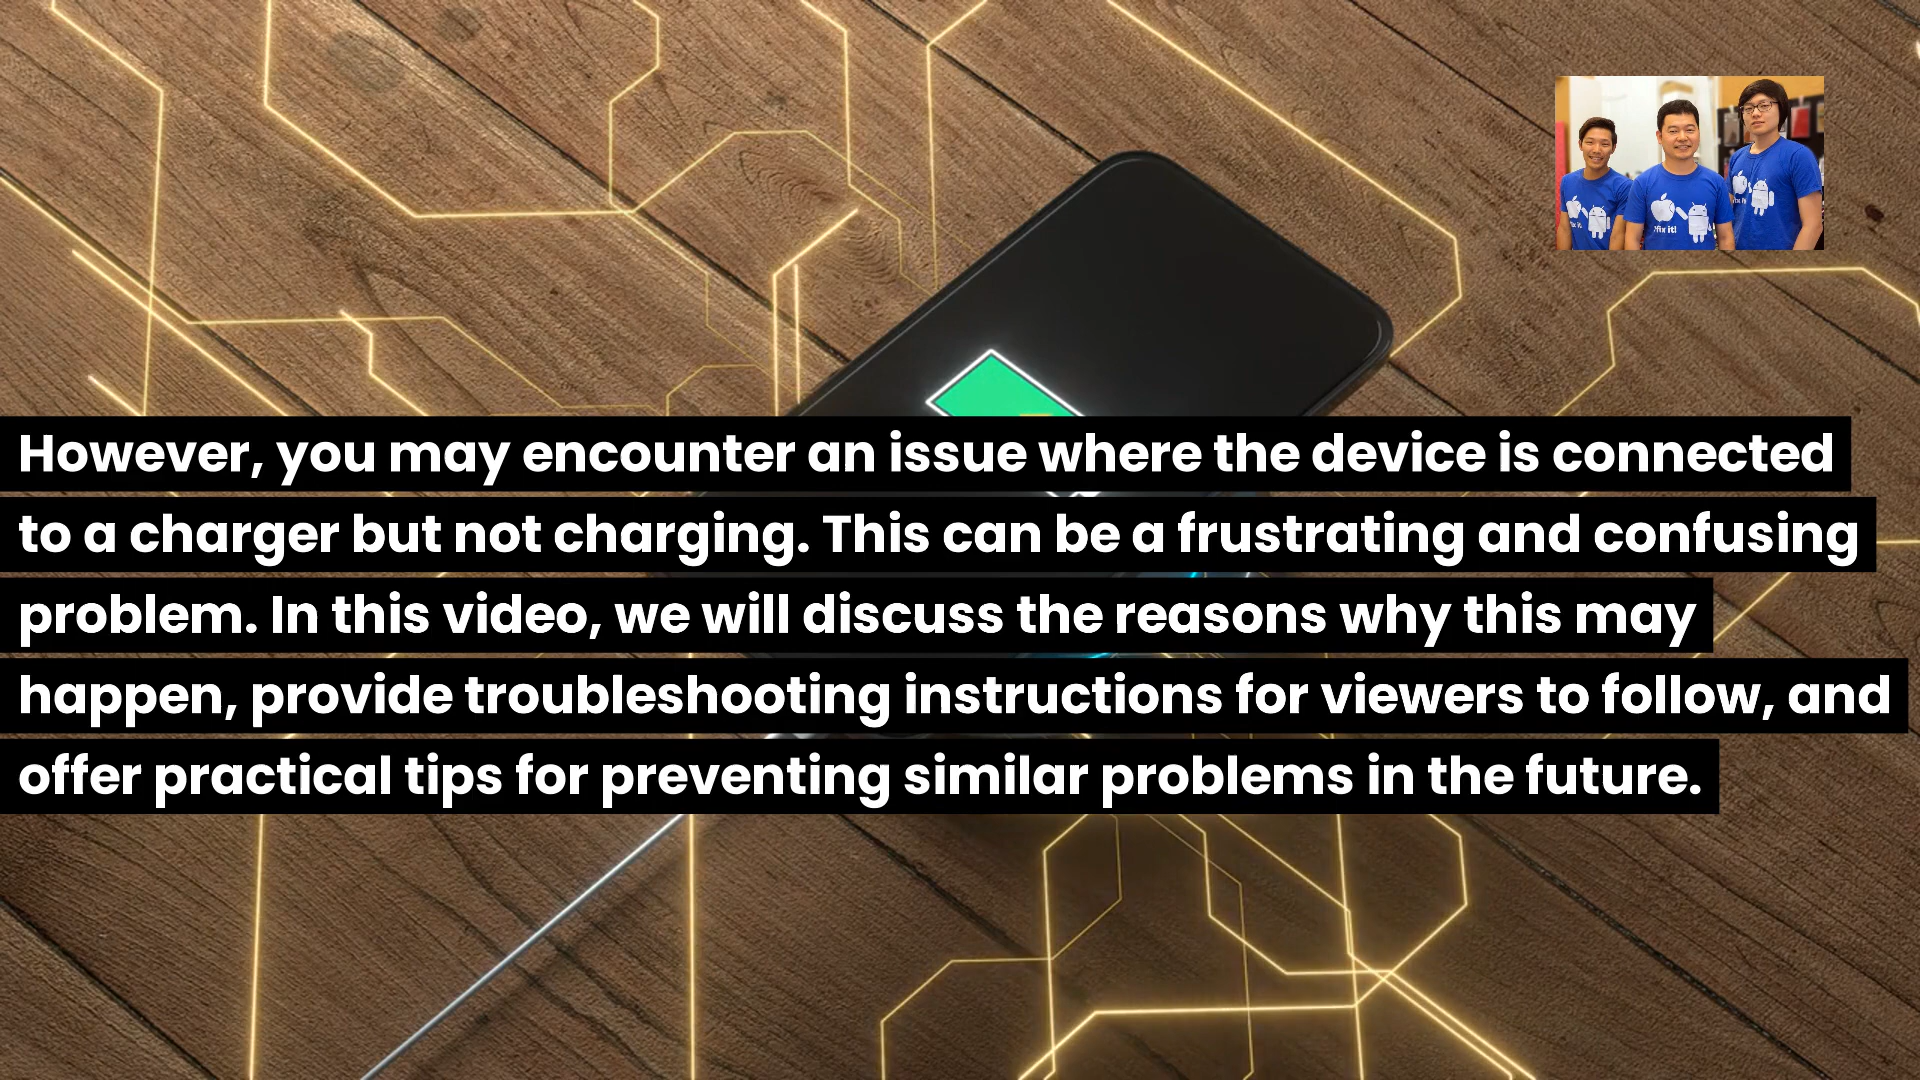 fix it!
However, you may encounter an issue where the device is connected
to a charger but not charging. This can be a frustrating and confusing
problem. In this video, we will discuss the reasons why this may
happen, provide troubleshooting instructions for viewers to follow, and
offer practical tips for preventing similar problems in the future.